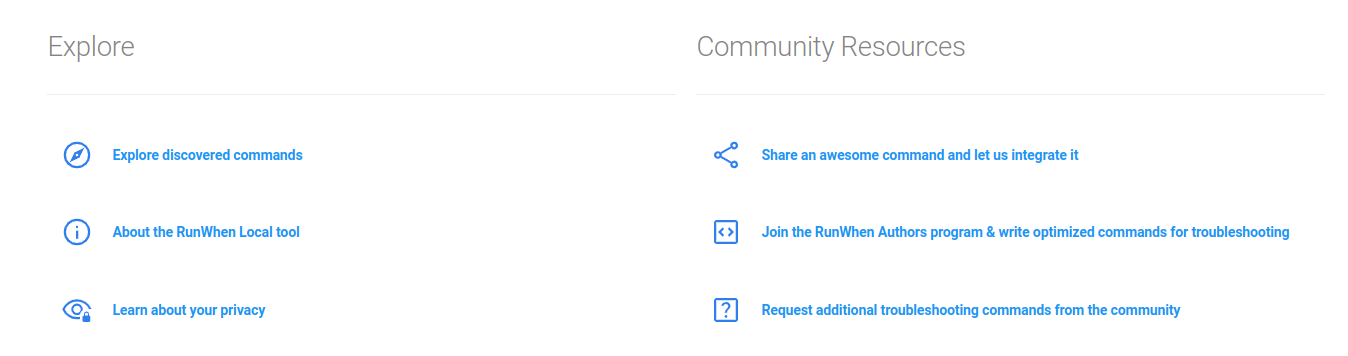 Explore
Explore discovered commands
About the RunWhen Local tool
Learn about your privacy
Community Resources
Share an awesome command and let us integrate it
Join the RunWhen Authors program & write optimized commands for troubleshooting
Request additional troubleshooting commands from the community